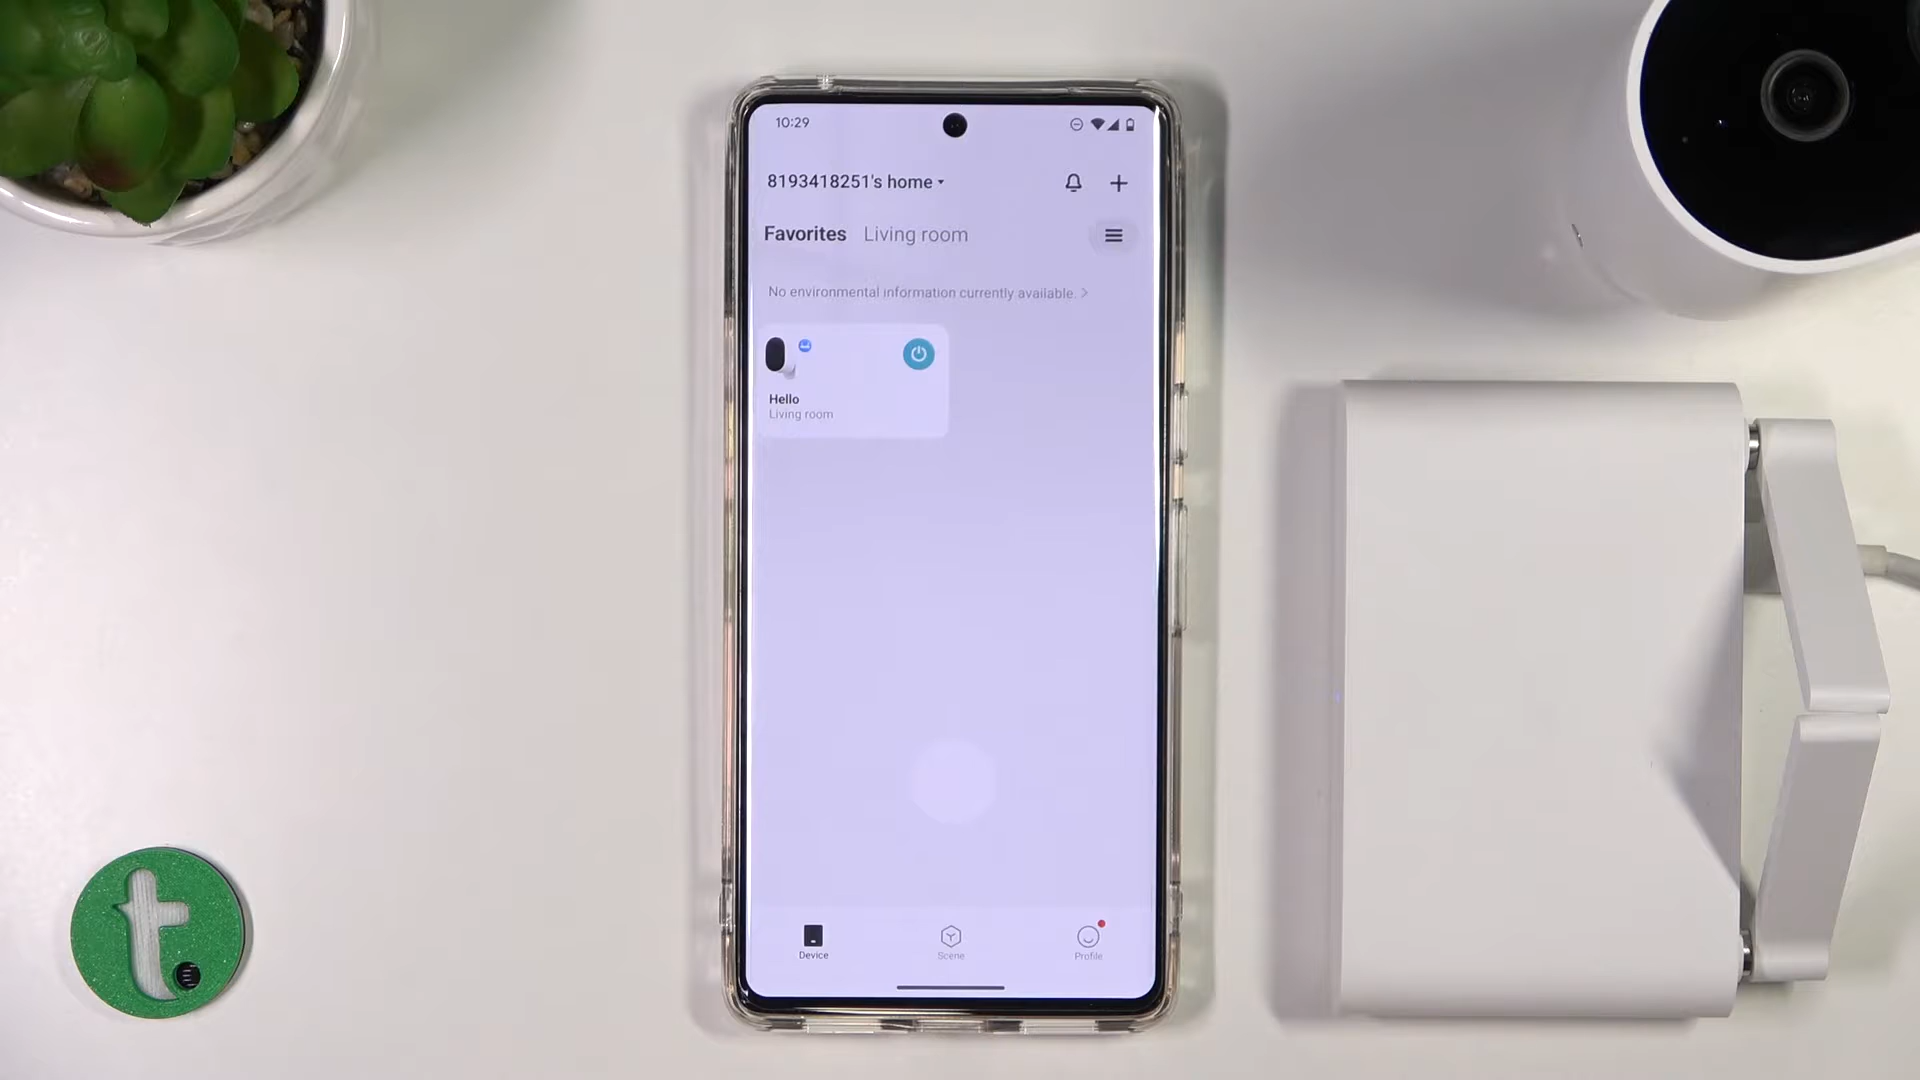 10:29
8193418251's home
Favorites Living room
No environmental information currently available. >
Hello
Living room
Device Scene Profile
t